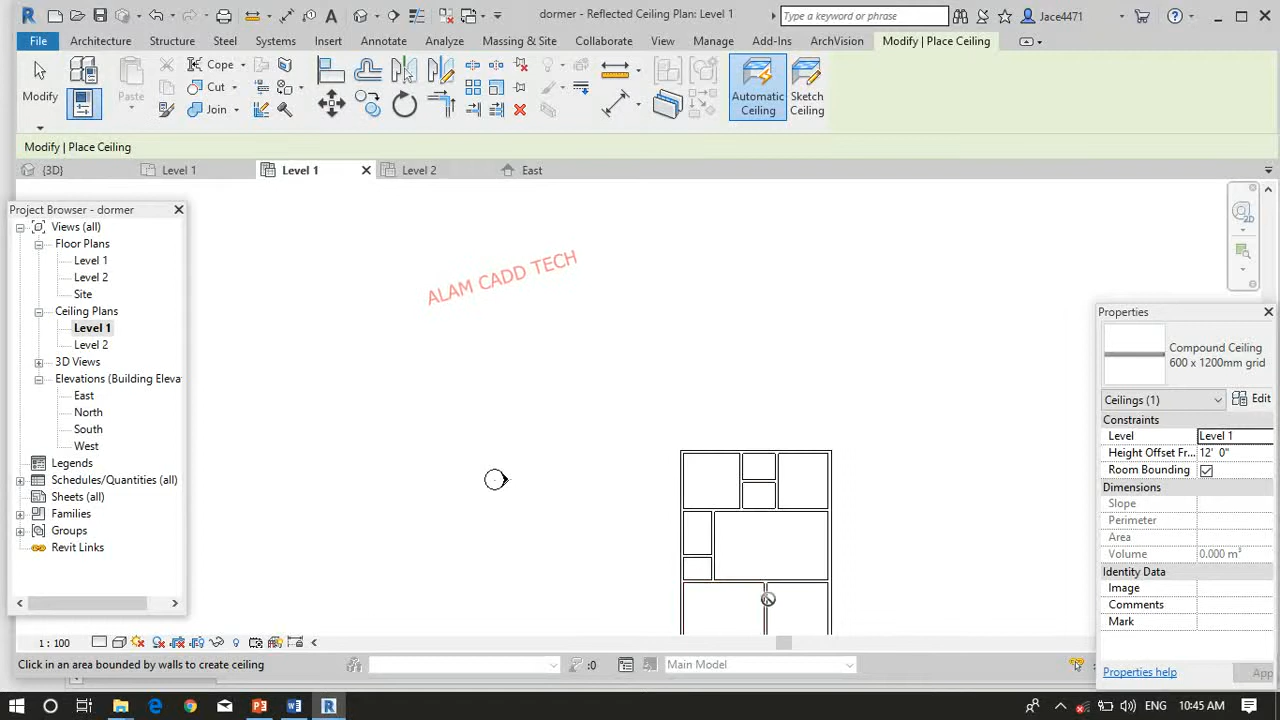 dormer - Reflected Ceiling Plan: Level 1
Type a keyword or phrase
Jace4471
File Architecture Structure Steel Systems Insert Annotate Analyze Massing & Site Collaborate View Manage Add-Ins ArchVision Modify | Place Ceiling
Modify
Paste
Cope
Cut
Join
Automatic Ceiling
Sketch Ceiling
Modify | Place Ceiling
{3D} Level 1 Level 1 Level 2 East
Project Browser - dormer
Views (all)
Floor Plans
Level 1
Level 2
Site
Ceiling Plans
Level 1
Level 2
3D Views
Elevations (Building Eleva
East
North
South
West
Legends
Schedules/Quantities (all)
Sheets (all)
Families
Groups
Revit Links
ALAM CADD TECH
2D
Properties
Compound Ceiling
600 x 1200mm grid
Ceilings (1) Edit
Constraints
Level Level 1
Height Offset Fr... 12' 0"
Room Bounding
Dimensions
Slope
Perimeter
Area
Volume 0.000 m³
Identity Data
Image
Comments
Mark
Properties help App
1 : 100
Click in an area bounded by walls to create ceiling :0 Main Model
ENG 10:45 AM